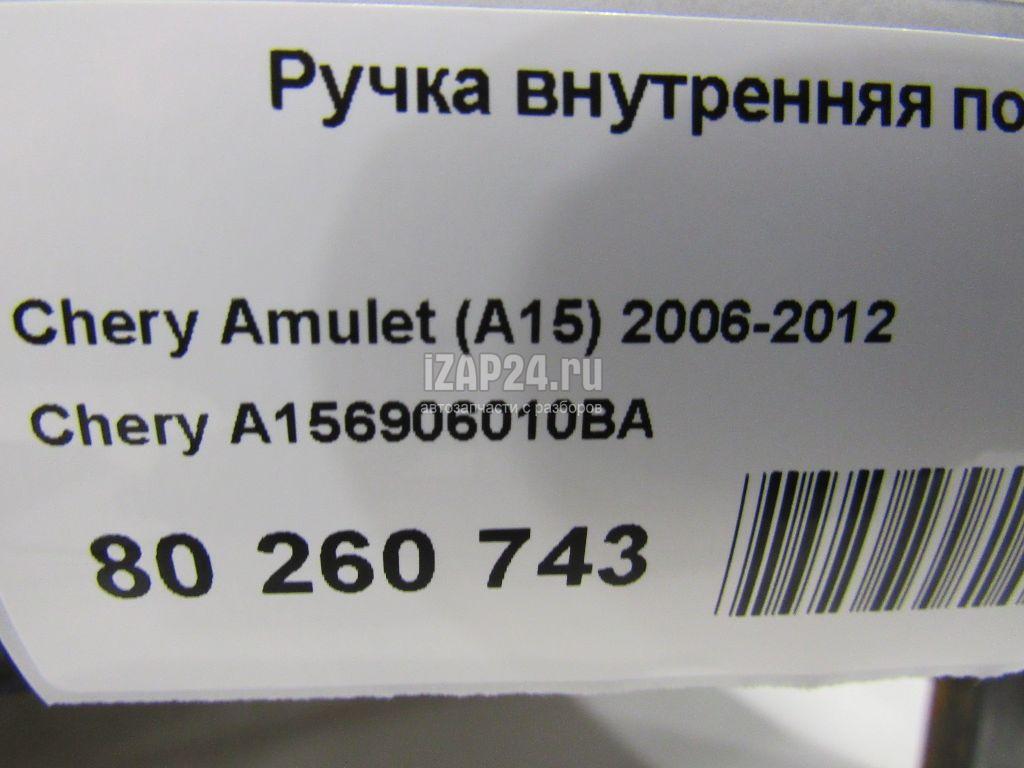 Ручка внутренняя по
Chery Amulet (A15) 2006-2012
iZAP24.ru
автозапчасти с разборов
Chery A156906010BA
80 260 743